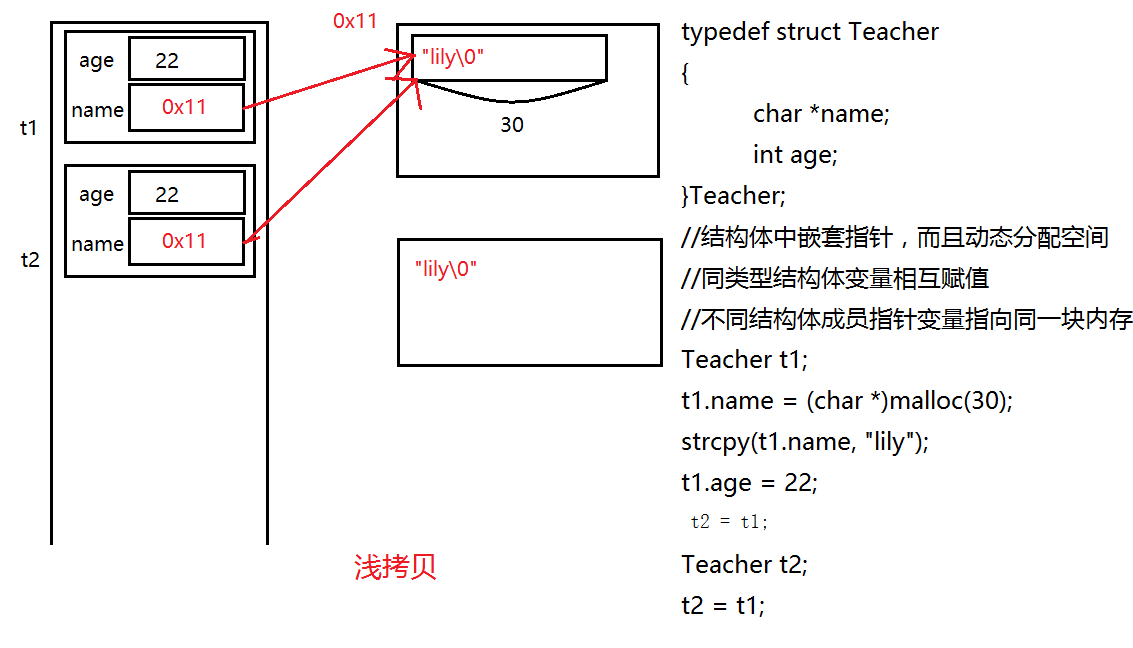 0x11
age 22
name 0x11
t1
"lily\0"
30
age 22
name 0x11
t2
"lily\0"
浅拷贝
typedef struct Teacher
{
char *name;
int age;
}Teacher;
//结构体中嵌套指针，而且动态分配空间
//同类型结构体变量相互赋值
//不同结构体成员指针变量指向同一块内存
Teacher t1;
t1.name = (char *)malloc(30);
strcpy(t1.name, "lily");
t1.age = 22;
t2 = t1;
Teacher t2;
t2 = t1;